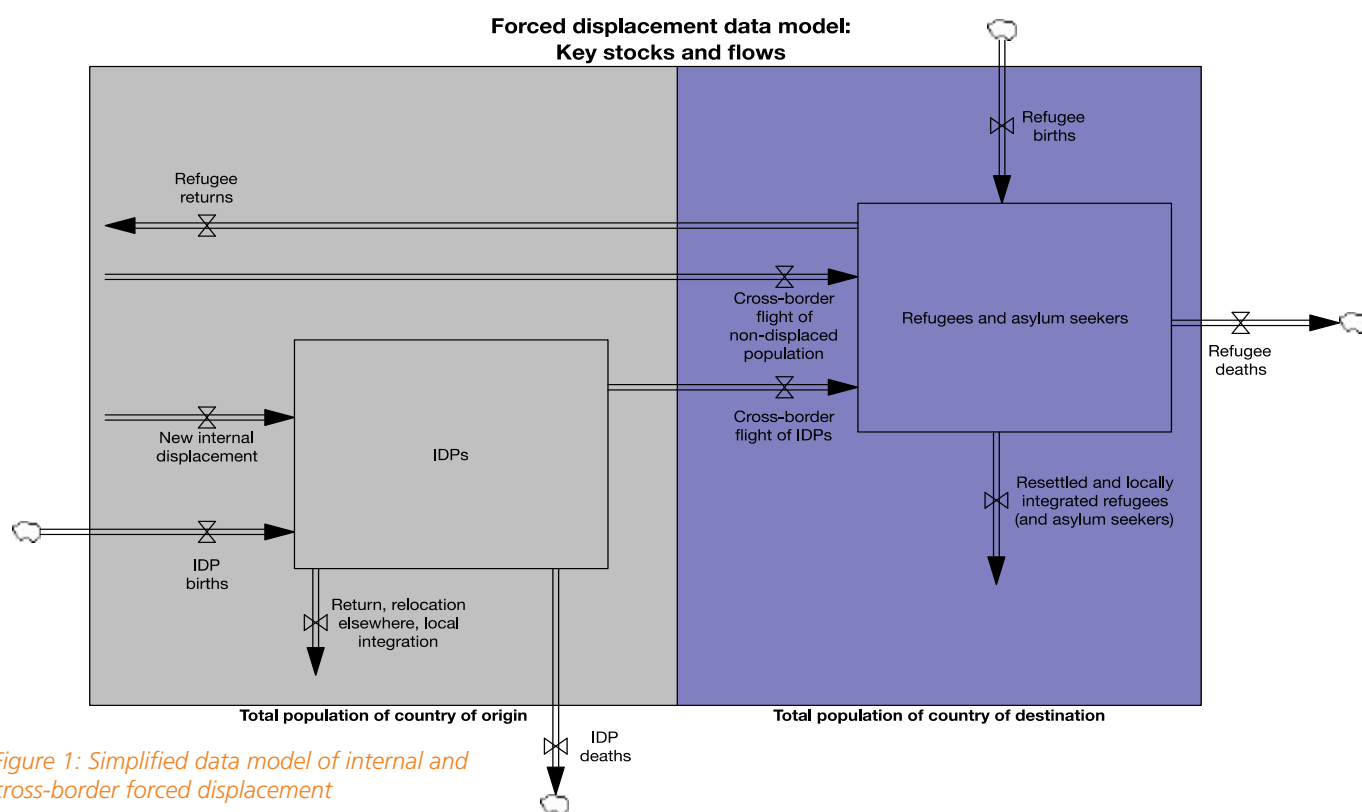 Forced displacement data model:
Key stocks and flows
Refugee
births
Refugee
returns
Cross-border
flight of
non-displaced
population
Refugees and asylum seekers
Refugee
deaths
New internal
displacement
IDPs
Cross-border
flight of IDPs
Resettled and locally
integrated refugees
(and asylum seekers)
IDP
births
Return, relocation
elsewhere, local
integration
Total population of country of origin
Total population of country of destination
IDP
deaths
Figure 1: Simplified data model of internal and
cross-border forced displacement